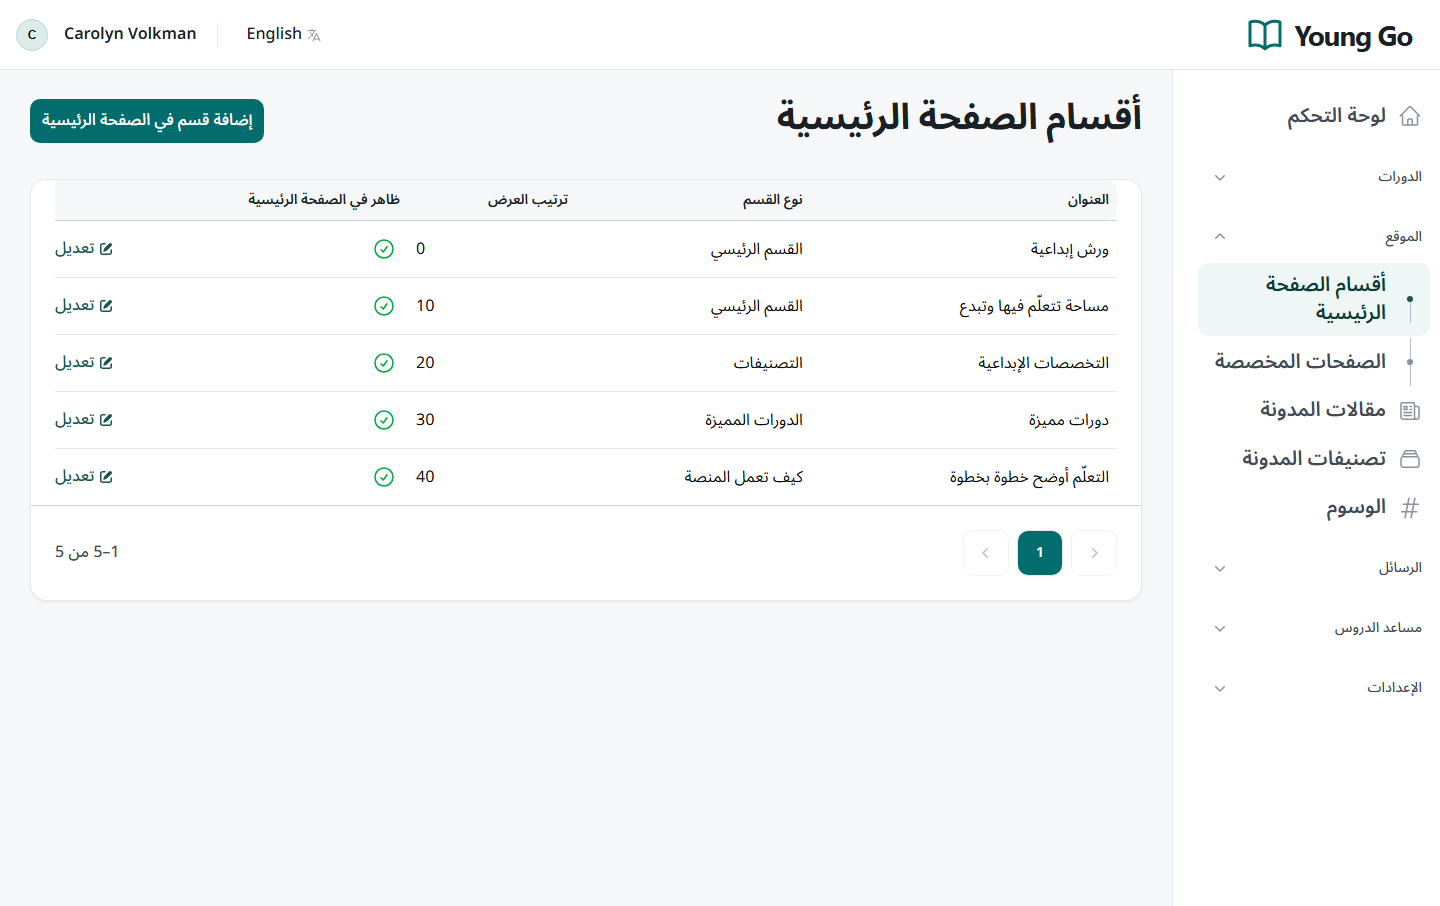 Young Go
English
Carolyn Volkman
C
لوحة التحكم
الدورات
الموقع
أقسام الصفحة
الرئيسية
الصفحات المخصصة
مقالات المدونة
تصنيفات المدونة
الوسوم
الرسائل
مساعد الدروس
الإعدادات
أقسام الصفحة الرئيسية
إضافة قسم في الصفحة الرئيسية
العنوان نوع القسم ترتيب العرض ظاهر في الصفحة الرئيسية
ورش إبداعية القسم الرئيسي 0 تعديل
مساحة تتعلّم فيها وتبدع القسم الرئيسي 10 تعديل
التخصصات الإبداعية التصنيفات 20 تعديل
دورات مميزة الدورات المميزة 30 تعديل
التعلّم أوضح خطوة بخطوة كيف تعمل المنصة 40 تعديل
1
1–5 من 5